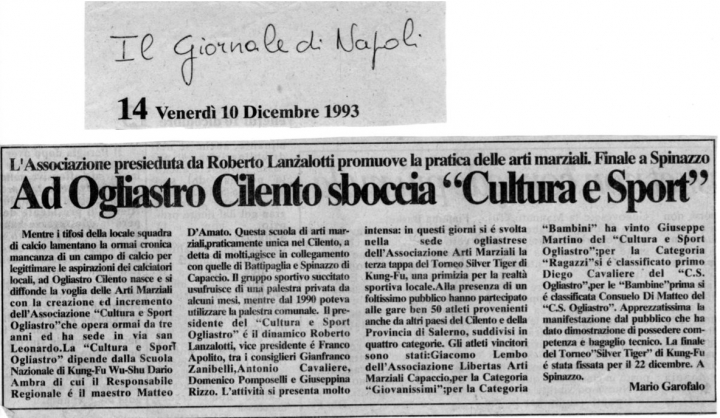 Il Giornale di Napoli
14 Venerdì 10 Dicembre 1993
L'Associazione presieduta da Roberto Lanzalotti promuove la pratica delle arti marziali. Finale a Spinazzo
Ad Ogliastro Cilento sboccia “Cultura e Sport”
Mentre i tifosi della locale squadra
di calcio lamentano la ormai cronica
mancanza di un campo di calcio per
legittimare le aspirazioni dei calciatori
locali, ad Ogliastro Cilento nasce e si
diffonde la voglia delle Arti Marziali
con la creazione ed incremento
dell'Associazione “Cultura e Sport
Ogliastro“che opera ormai da tre
anni ed ha sede in via san
Leonardo.La “Cultura e Sport
Ogliastro” dipende dalla Scuola
Nazionale di Kung-Fu Wu-Shu Dario
Ambra di cui il Responsabile
Regionale é il maestro Matteo
D'Amato. Questa scuola di arti mar-
ziali,praticamente unica nel Cilento, a
detta di molti,agisce in collegamento
con quelle di Battipaglia e Spinazzo di
Capaccio. Il gruppo sportivo succitato
usufruisce di una palestra privata da
alcuni mesi, mentre dal 1990 poteva
utilizzare la palestra comunale. Il pre-
sidente del “Cultura e Sport
Ogliastro” è il dinamico Roberto
Lanzalotti, vice presidente é Franco
Apolito, tra i consiglieri Gianfranco
Zanibelli,Antonio Cavaliere,
Domenico Pomposelli e Giuseppina
Rizzo. L'attività si presenta molto
intensa: in questi giorni si é svolta
nella sede ogliastrese
dell'Associazione Arti Marziali la
terza tappa del Torneo Silver Tiger di
Kung-Fu, una primizia per la realtà
sportiva locale.Alla presenza di un
foltissimo pubblico hanno partecipato
alle gare ben 50 atleti provenienti
anche da altri paesi del Cilento e della
Provincia di Salerno, suddivisi in
quattro categorie. Gli atleti vincitori
sono stati:Giacomo Lembo
dell'Associazione Libertas Arti
Marziali Capaccio,per la Categoria
“Giovanissimi”:per la Categoria
“Bambini” ha vinto Giuseppe
Martino del “Cultura e Sport
Ogliastro”:per la Categoria
“Ragazzi”si é classificato primo
Diego Cavaliere del “C.S.
Ogliastro”,per le “Bambine”prima si
é classificata Consuelo Di Matteo del
“C.S. Ogliastro”. Apprezzatissima la
manifestazione dal pubblico che ha
dato dimostrazione di possedere com-
petenza e bagaglio tecnico. La finale
del Torneo”Silver Tiger” di Kung-Fu
é stata fissata per il 22 dicembre. A
Spinazzo.
Mario Garofalo